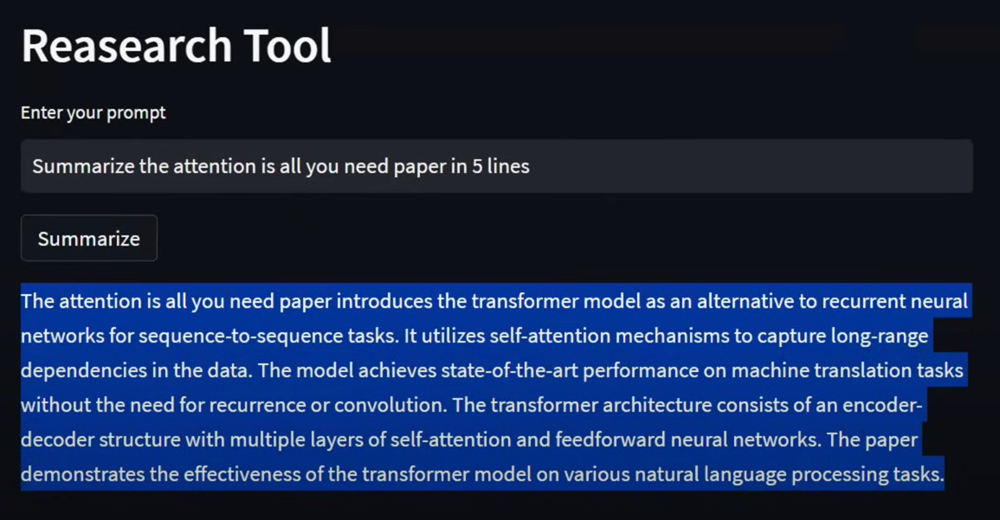 Reasearch Tool
Enter your prompt
Summarize the attention is all you need paper in 5 lines
Summarize
The attention is all you need paper introduces the transformer model as an alternative to recurrent neural
networks for sequence-to-sequence tasks. It utilizes self-attention mechanisms to capture long-range
dependencies in the data. The model achieves state-of-the-art performance on machine translation tasks
without the need for recurrence or convolution. The transformer architecture consists of an encoder-
decoder structure with multiple layers of self-attention and feedforward neural networks. The paper
demonstrates the effectiveness of the transformer model on various natural language processing tasks.